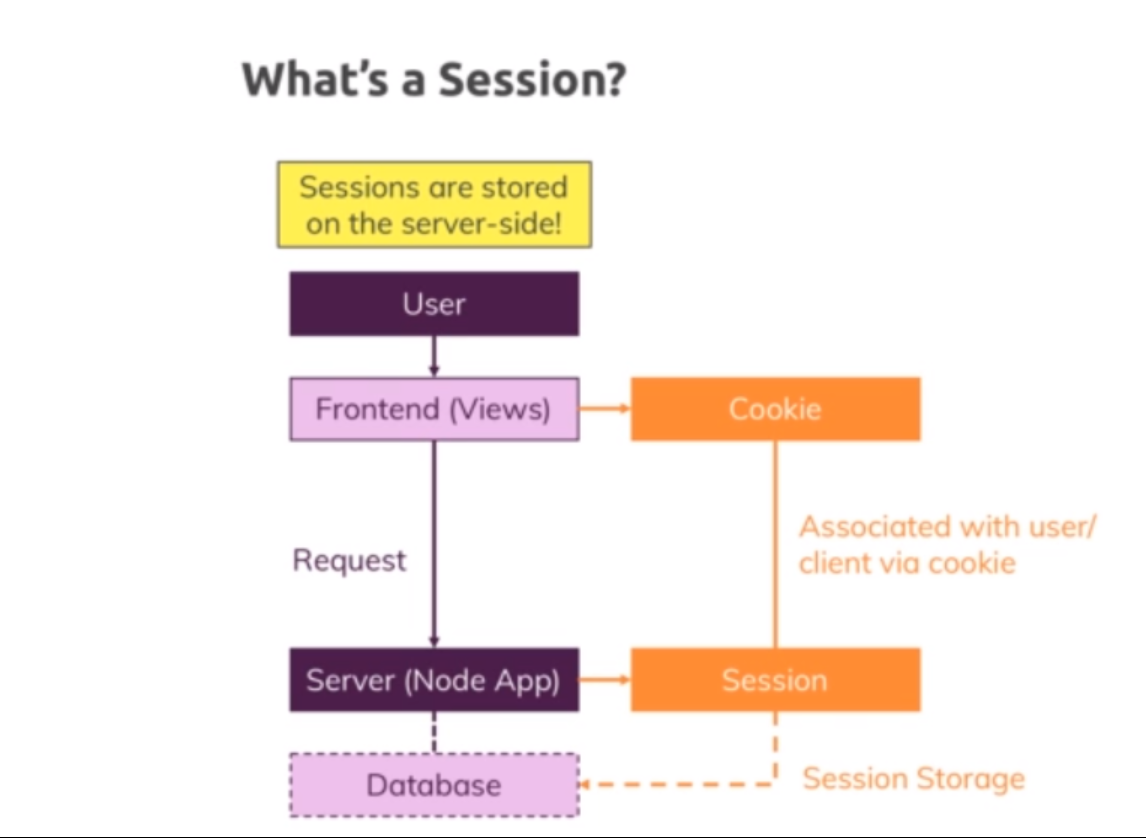 What's a Session?
Sessions are stored
on the server-side!
User
Frontend (Views)
Cookie
Associated with user/
client via cookie
Request
Server (Node App)
Session
Database
Session Storage